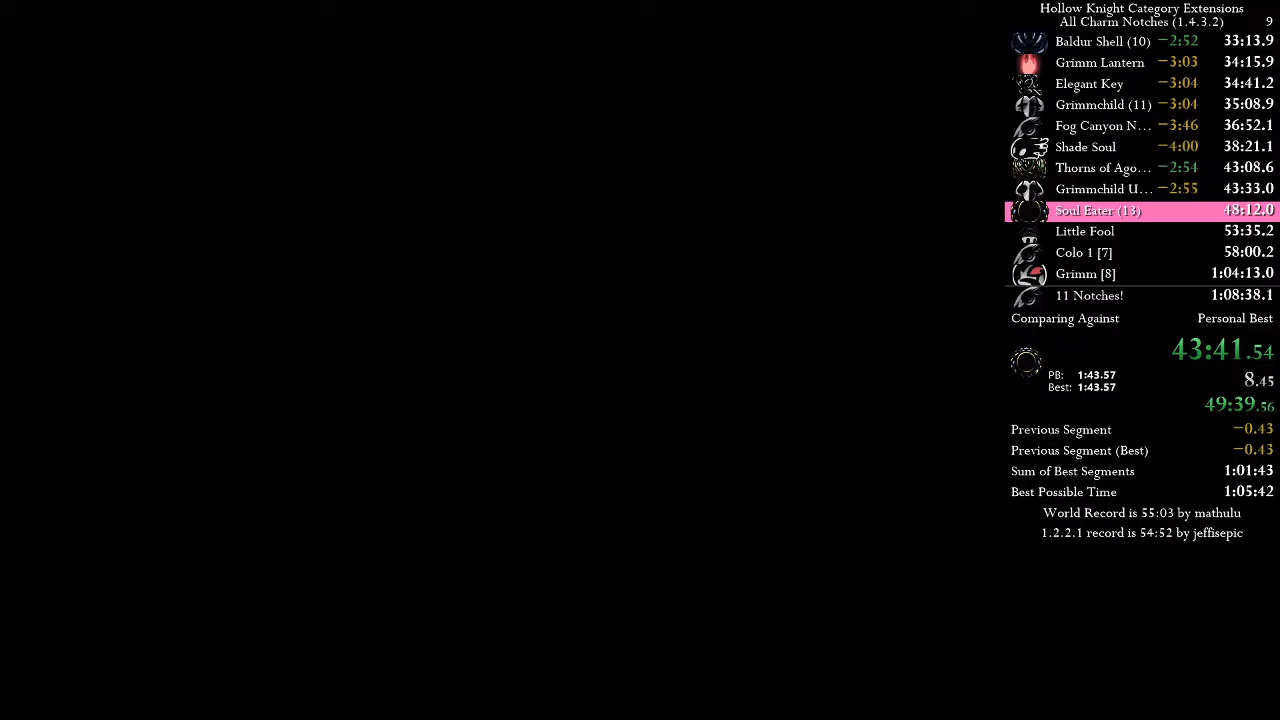 Hollow Knight Category Extensions
All Charm Notches (1.4.3.2) 9
Baldur Shell (10) −2:52 33:13.9
Grimm Lantern −3:03 34:15.9
Elegant Key −3:04 34:41.2
Grimmchild (11) −3:04 35:08.9
Fog Canyon N... −3:46 36:52.1
Shade Soul −4:00 38:21.1
Thorns of Ago... −2:54 43:08.6
Grimmchild U... −2:55 43:33.0
Soul Eater (13) 48:12.0
Little Fool 53:35.2
Colo 1 [7] 58:00.2
Grimm [8] 1:04:13.0
11 Notches! 1:08:38.1
Comparing Against Personal Best
43:41.54
PB: 1:43.57 8.45
Best: 1:43.57
49:39.56
Previous Segment −0.43
Previous Segment (Best) −0.43
Sum of Best Segments 1:01:43
Best Possible Time 1:05:42
World Record is 55:03 by mathulu
1.2.2.1 record is 54:52 by jeffisepic